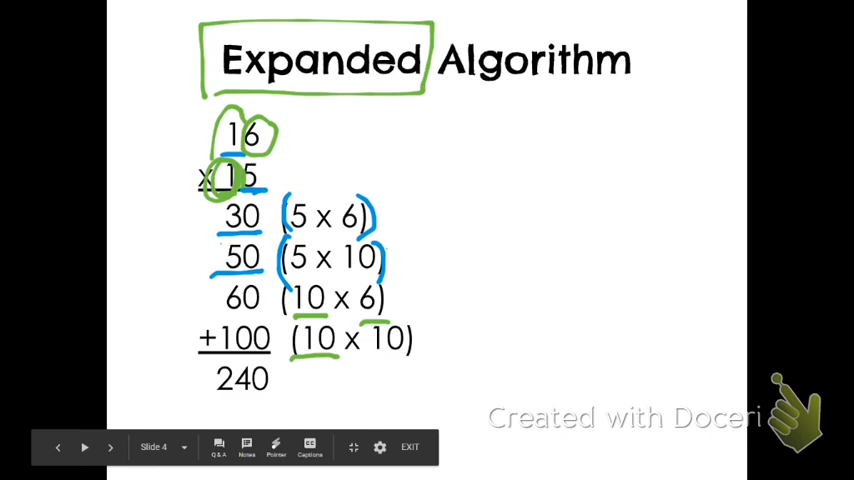 Expanded Algorithm
16
x 15
30 (5 x 6)
50 (5 x 10)
60 (10 x 6)
+100 (10 x 10)
240
Created with Doceri
Slide 4
Q & A Notes Pointer Captions EXIT